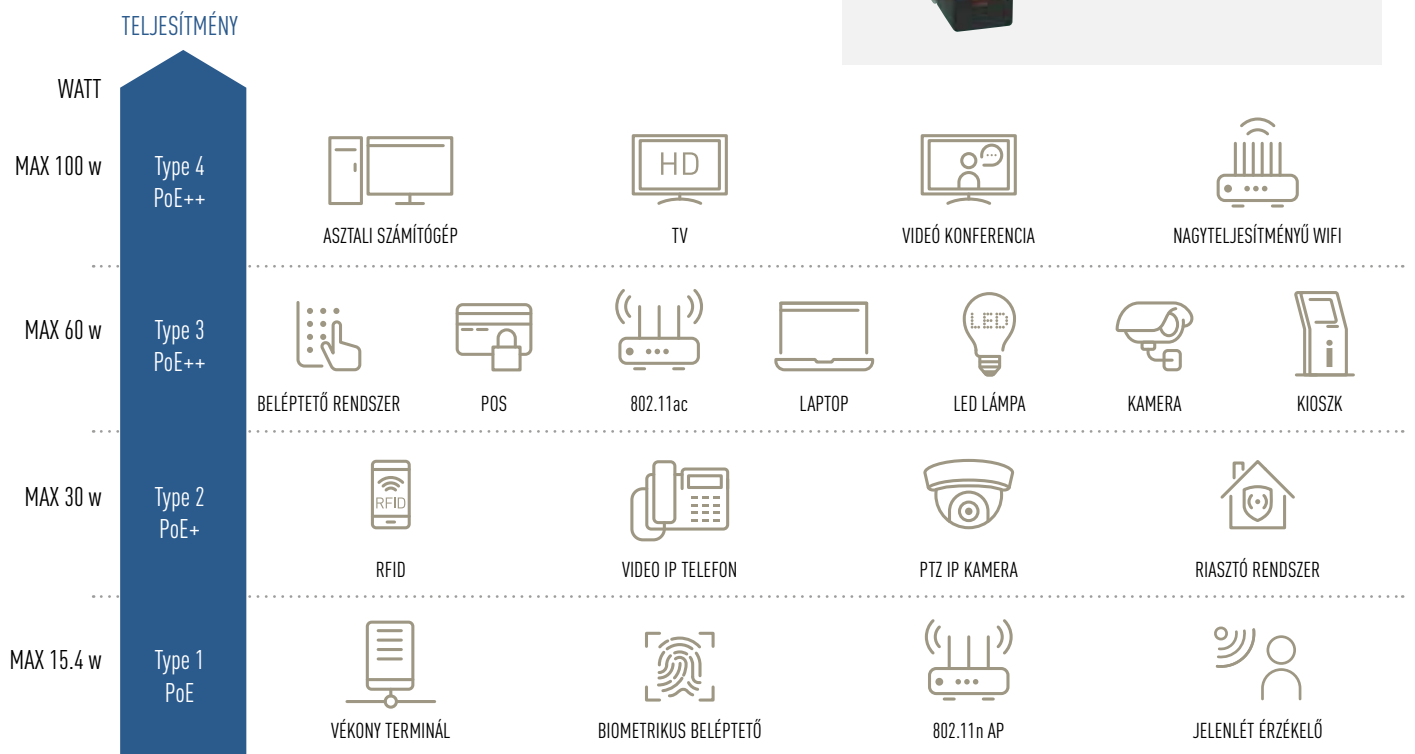 TELJESÍTMÉNY
WATT
MAX 100 w
Type 4
PoE++
HD
ASZTALI SZÁMÍTÓGÉP
TV
VIDEÓ KONFERENCIA
NAGYTELJESÍTMÉNYŰ WIFI
MAX 60 w
Type 3
PoE++
LED
i
BELÉPTETŐ RENDSZER
POS
802.11ac
LAPTOP
LED LÁMPA
KAMERA
KIOSZK
MAX 30 w
Type 2
PoE+
RFID
RFID
VIDEO IP TELEFON
PTZ IP KAMERA
RIASZTÓ RENDSZER
MAX 15.4 w
Type 1
PoE
VÉKONY TERMINÁL
BIOMETRIKUS BELÉPTETŐ
802.11n AP
JELENLÉT ÉRZÉKELŐ